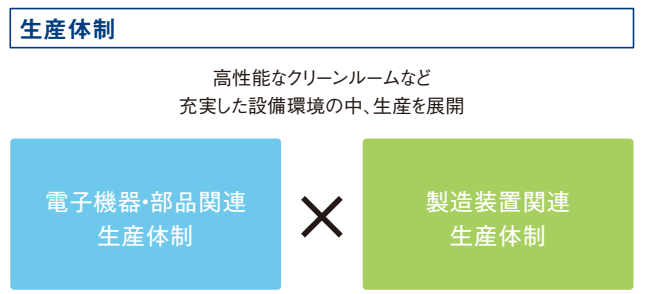 生産体制
高性能なクリーンルームなど
充実した設備環境の中、生産を展開
電子機器・部品関連
生産体制
×
製造装置関連
生産体制